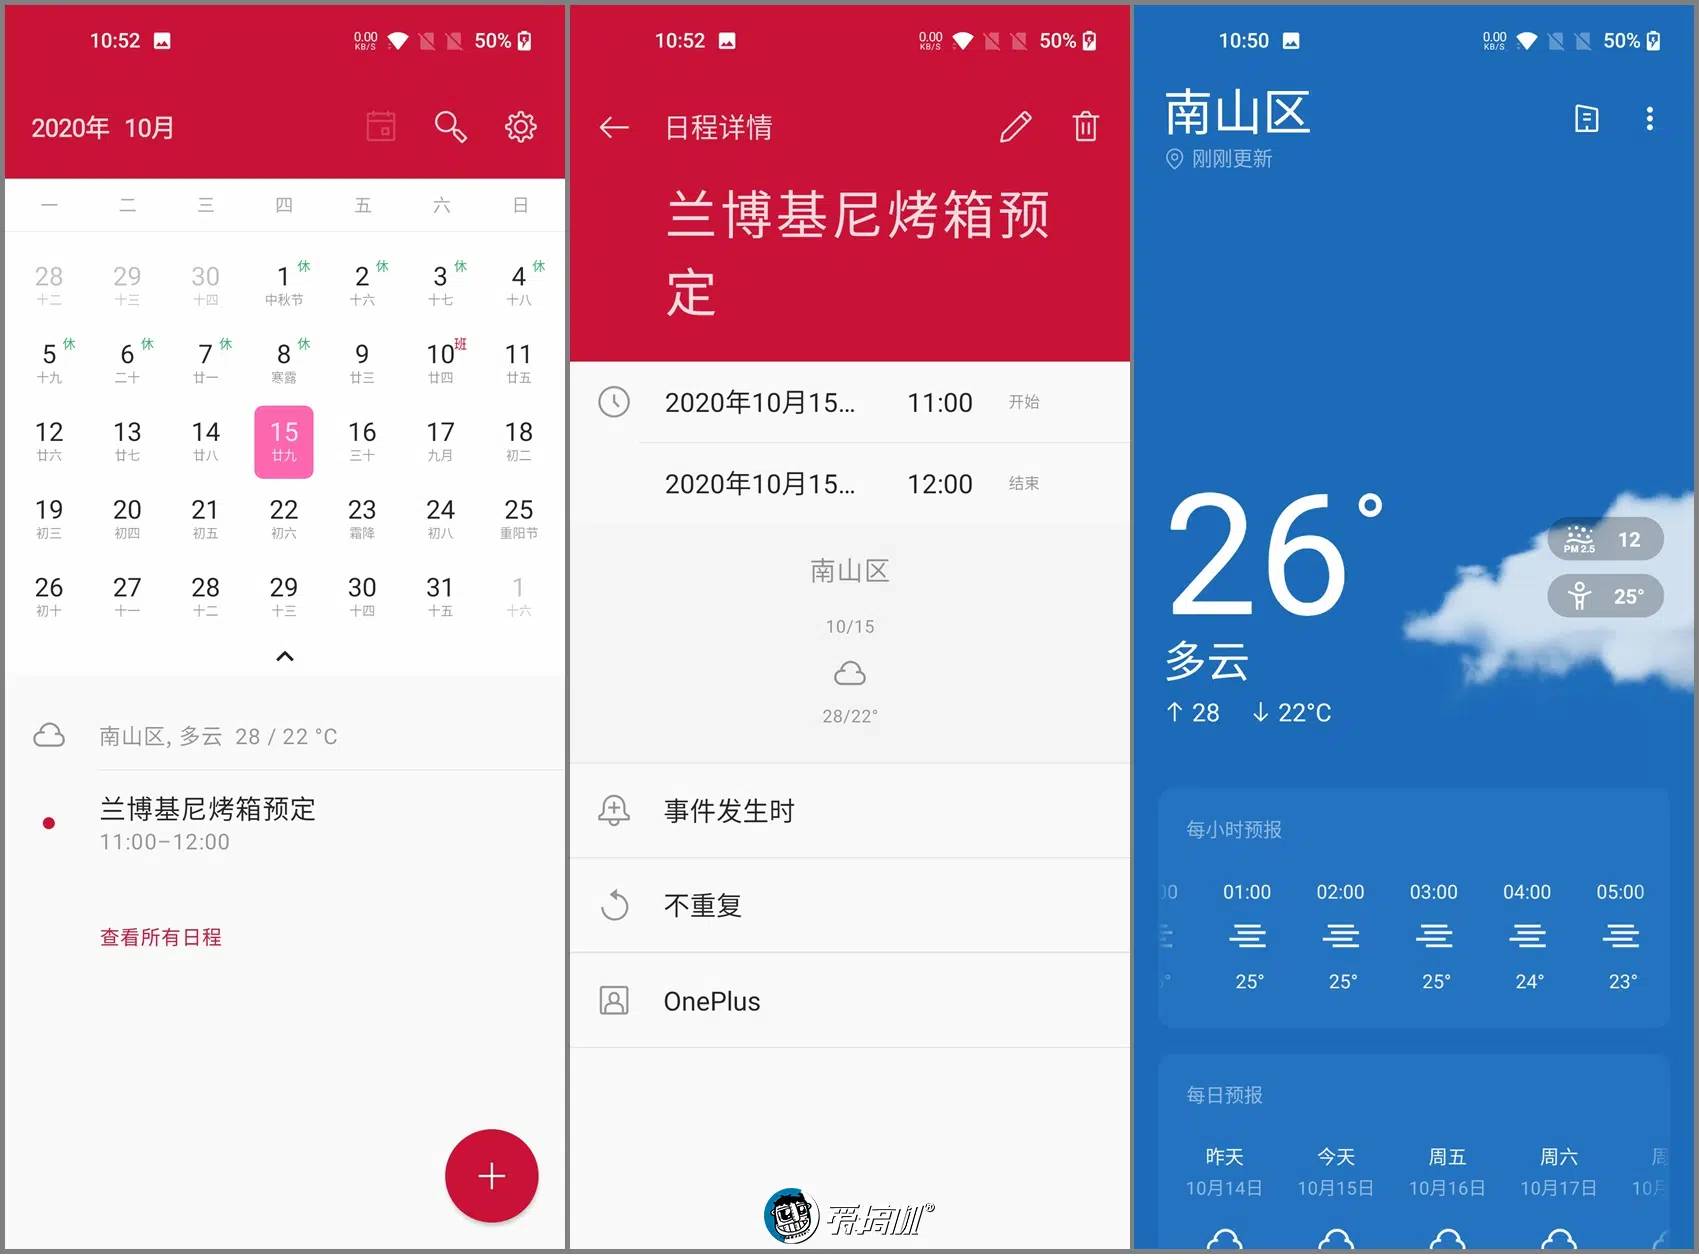 10:52
0.00
KB/S
50%
2020年 10月
一 二 三 四 五 六 日
28 29 30 1休 2休 3休 4休
十二 十三 十四 中秋节 十六 十七 十八
5休 6休 7休 8休 9 10班 11
十九 二十 廿一 寒露 廿三 廿四 廿五
12 13 14 15 16 17 18
廿六 廿七 廿八 廿九 三十 九月 初二
19 20 21 22 23 24 25
初三 初四 初五 初六 霜降 初八 重阳节
26 27 28 29 30 31 1
初十 十一 十二 十三 十四 十五 十六
南山区, 多云 28 / 22 °C
兰博基尼烤箱预定
11:00–12:00
查看所有日程
10:52
0.00
KB/S
50%
日程详情
兰博基尼烤箱预
定
2020年10月15... 11:00 开始
2020年10月15... 12:00 结束
南山区
10/15
28/22°
事件发生时
不重复
OnePlus
爱搞机®
10:50
0.00
KB/S
50%
南山区
刚刚更新
26°
PM 2.5 12
25°
多云
↑ 28 ↓ 22°C
每小时预报
01:00 02:00 03:00 04:00 05:00
25° 25° 25° 24° 23°
每日预报
昨天 今天 周五 周六 周
10月14日 10月15日 10月16日 10月17日 10月